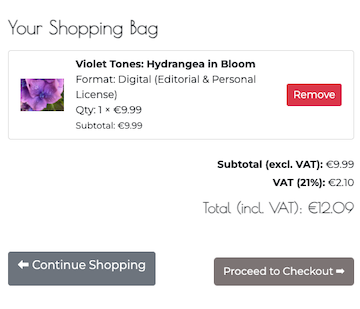 Your Shopping Bag
Violet Tones: Hydrangea in Bloom
Format: Digital (Editorial & Personal
License)
Qty: 1 × €9.99
Subtotal: €9.99
Remove
Subtotal (excl. VAT): €9.99
VAT (21%): €2.10
Total (incl. VAT): €12.09
⬅ Continue Shopping
Proceed to Checkout ➡